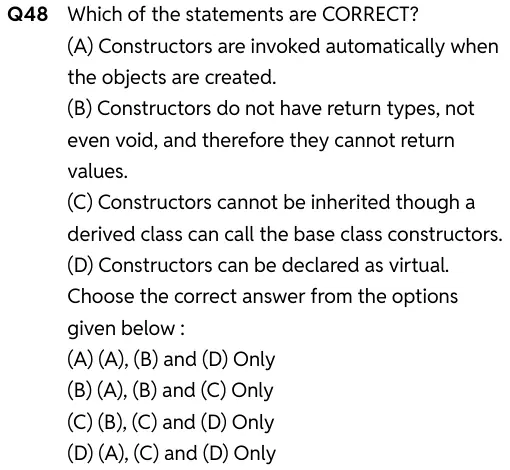 Q48 Which of the statements are CORRECT?
(A) Constructors are invoked automatically when
the objects are created.
(B) Constructors do not have return types, not
even void, and therefore they cannot return
values.
(C) Constructors cannot be inherited though a
derived class can call the base class constructors.
(D) Constructors can be declared as virtual.
Choose the correct answer from the options
given below :
(A) (A), (B) and (D) Only
(B) (A), (B) and (C) Only
(C) (B), (C) and (D) Only
(D) (A), (C) and (D) Only